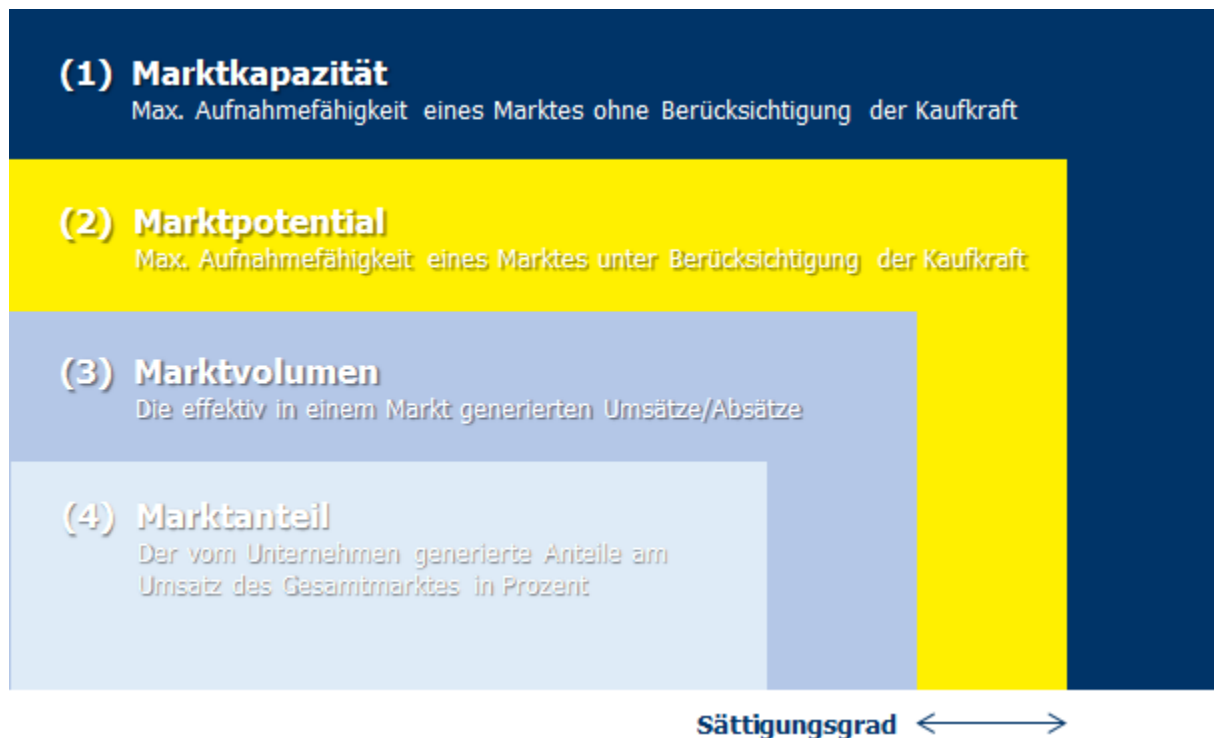 (1) Marktkapazität
Max. Aufnahmefähigkeit eines Marktes ohne Berücksichtigung der Kaufkraft
(2) Marktpotential
Max. Aufnahmefähigkeit eines Marktes unter Berücksichtigung der Kaufkraft
(3) Marktvolumen
Die effektiv in einem Markt generierten Umsätze/Absätze
(4) Marktanteil
Der vom Unternehmen generierte Anteile am
Umsatz des Gesamtmarktes in Prozent
Sättigungsgrad